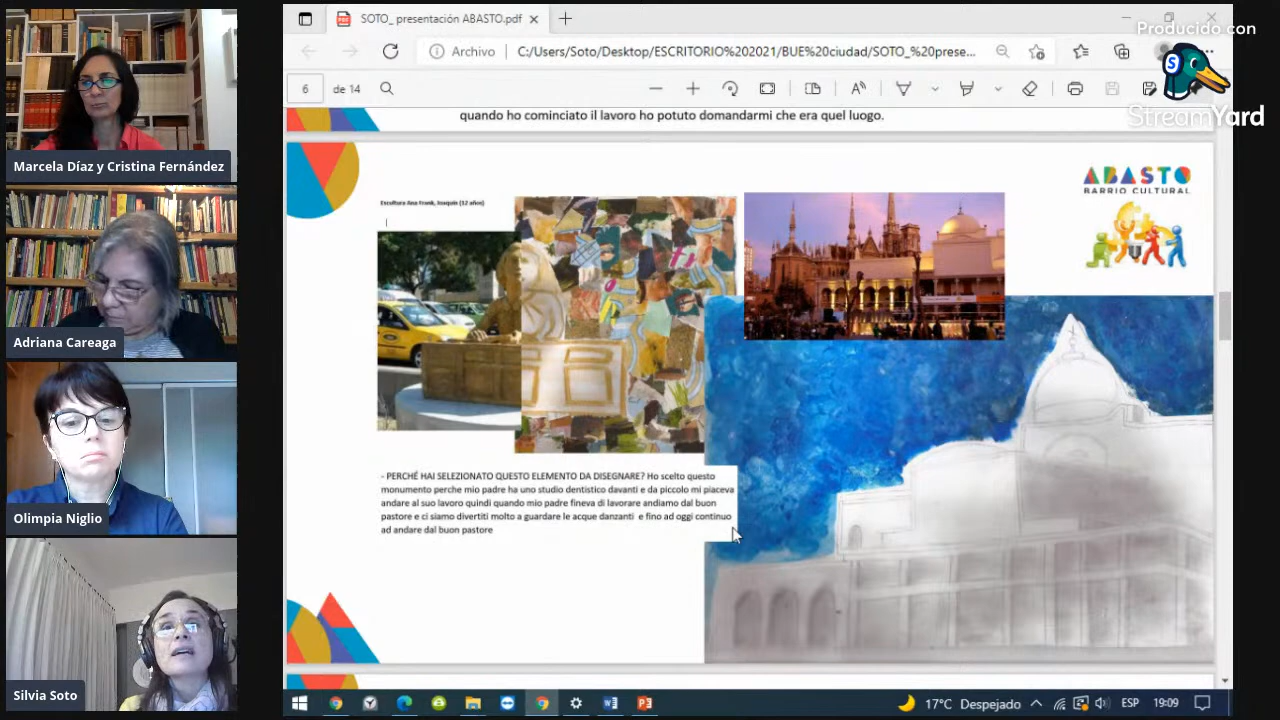 Marcela Díaz y Cristina Fernández
Adriana Careaga
Olimpia Niglio
Silvia Soto
SOTO_ presentación ABASTO.pdf
Archivo
C:/Users/Soto/Desktop/ESCRITORIO%202021/BUE%20ciudad/SOTO_%20prese...
6
de 14
Producido con
StreamYard
quando ho cominciato il lavoro ho potuto domandarmi che era quel luogo.
ABASTO
BARRIO CULTURAL
Escultura Ana Frank, Joaquín (12 años)
- PERCHÉ HAI SELEZIONATO QUESTO ELEMENTO DA DISEGNARE? Ho scelto questo
monumento perche mio padre ha uno studio dentistico davanti e da piccolo mi piaceva
andare al suo lavoro quindi quando mio padre fineva di lavorare andiamo dal buon
pastore e ci siamo divertiti molto a guardare le acque danzanti e fino ad oggi continuo
ad andare dal buon pastore
17°C Despejado
ESP
19:09